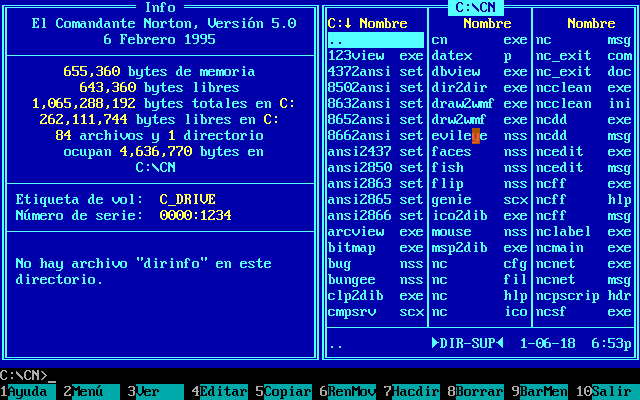 Info
El Comandante Norton, Versión 5.0
6 Febrero 1995
655,360 bytes de memoria
643,360 bytes libres
1,065,288,192 bytes totales en C:
262,111,744 bytes libres en C:
84 archivos y 1 directorio
ocupan 4,636,770 bytes en
C:\CN
Etiqueta de vol: C_DRIVE
Número de serie: 0000:1234
No hay archivo "dirinfo" en este
directorio.
C:\CN
C:↓ Nombre Nombre Nombre
.. cn exe nc msg
123view exe datex p nc_exit com
4372ansi set dbview exe nc_exit doc
8502ansi set dir2dir exe ncclean exe
8632ansi set draw2wmf exe ncclean ini
8652ansi set drw2wmf exe ncdd exe
8662ansi set evile e nss ncdd msg
ansi2437 set faces nss ncedit exe
ansi2850 set fish nss ncedit msg
ansi2863 set flip nss ncff exe
ansi2865 set genie scx ncff hlp
ansi2866 set ico2dib exe ncff msg
arcview exe mouse nss nclabel exe
bitmap exe msp2dib exe ncmain exe
bug nss nc cfg ncnet exe
bungee nss nc fil ncnet msg
clp2dib exe nc hlp ncpscrip hdr
cmpsrv scx nc ico ncsf exe
.. ►DIR-SUP◄ 1-06-18 6:53p
C:\CN>_
1Ayuda 2Menú 3Ver 4Editar 5Copiar 6RenMov 7Hacdir 8Borrar 9BarMen 10Salir